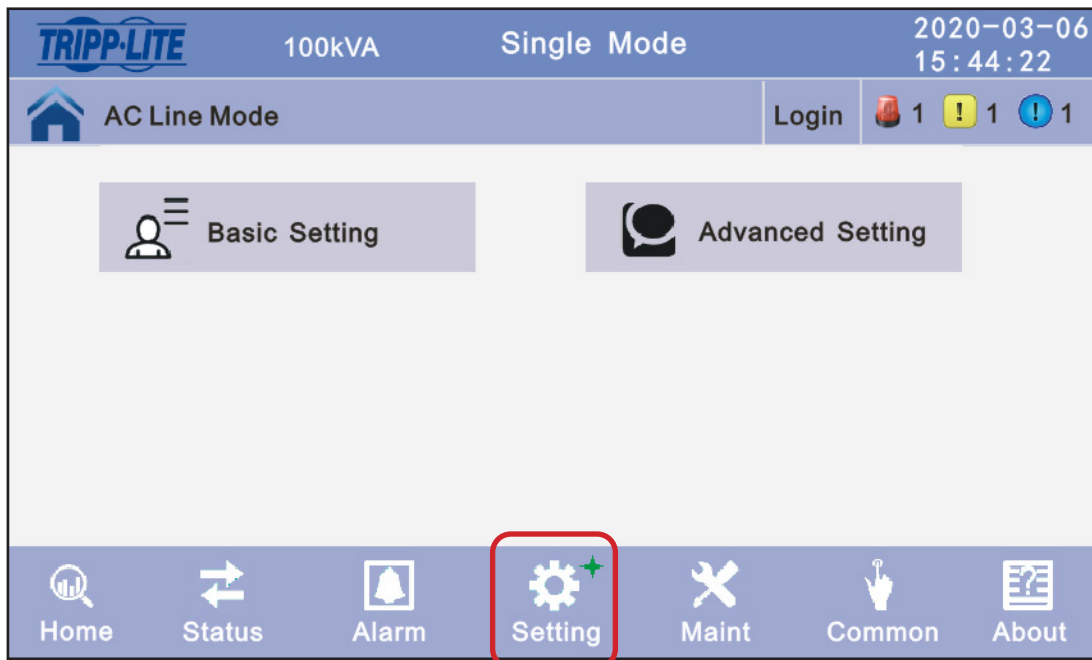 TRIPP·LITE 100kVA Single Mode 2020-03-06
15:44:22
AC Line Mode Login 1 ! 1 ! 1
Basic Setting Advanced Setting
Home Status Alarm Setting Maint Common About